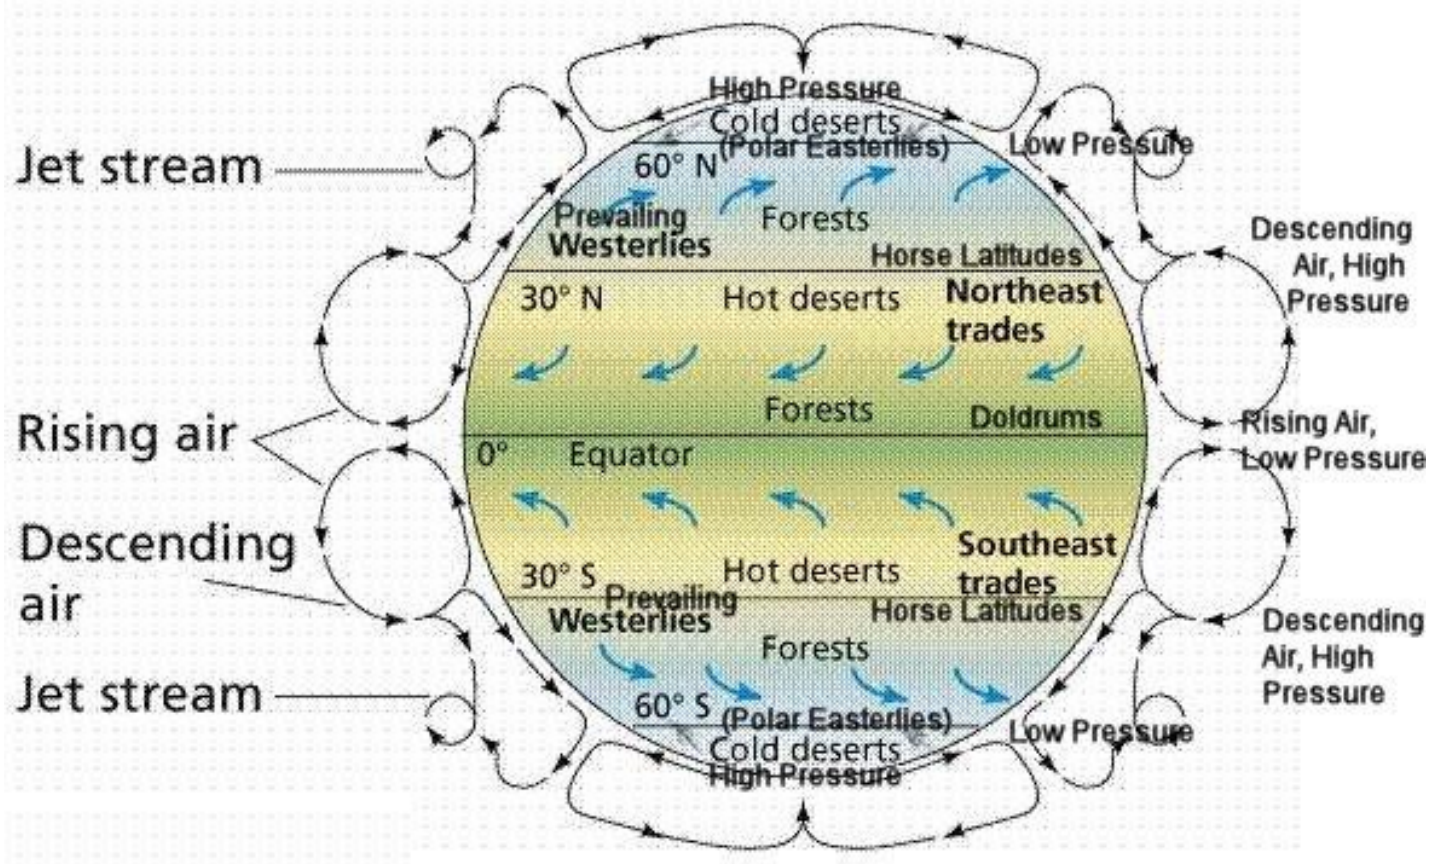 High Pressure
Cold deserts
(Polar Easterlies)
Low Pressure
Jet stream
60° N
Prevailing
Westerlies
Forests
Horse Latitudes
Descending
Air, High
Pressure
30° N
Hot deserts
Northeast
trades
Rising air
Forests
Doldrums
Rising Air,
Low Pressure
0°
Equator
Descending
air
30° S
Hot deserts
Southeast
trades
Prevailing
Westerlies
Horse Latitudes
Forests
Descending
Air, High
Pressure
Jet stream
60° S
(Polar Easterlies)
Low Pressure
Cold deserts
High Pressure